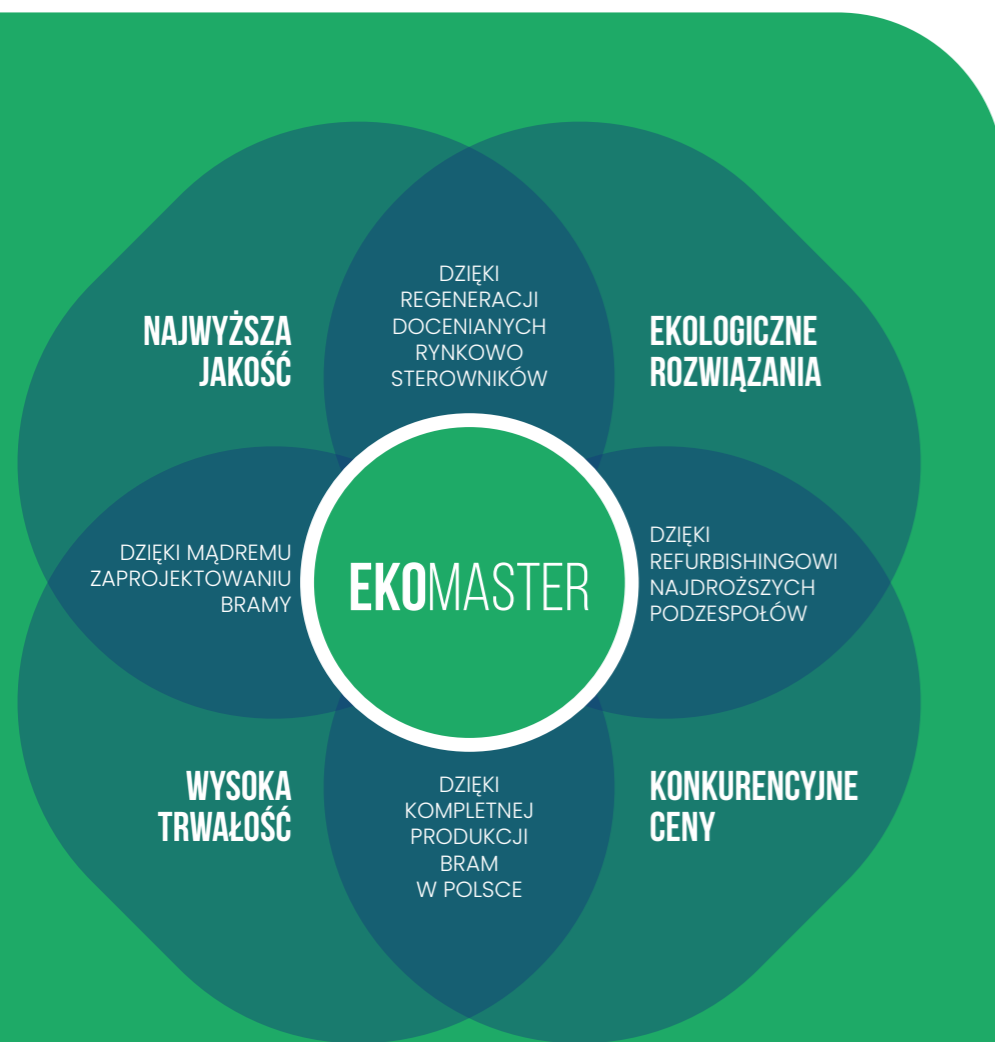 DZIĘKI
REGENERACJI
DOCENIANYCH
RYNKOWO
STEROWNIKÓW
NAJWYŻSZA
JAKOŚĆ
EKOLOGICZNE
ROZWIĄZANIA
DZIĘKI MĄDREMU
ZAPROJEKTOWANIU
BRAMY
EKOMASTER
DZIĘKI
REFURBISHINGOWI
NAJDROŻSZYCH
PODZESPOŁÓW
WYSOKA
TRWAŁOŚĆ
DZIĘKI
KOMPLETNEJ
PRODUKCJI
BRAM
W POLSCE
KONKURENCYJNE
CENY